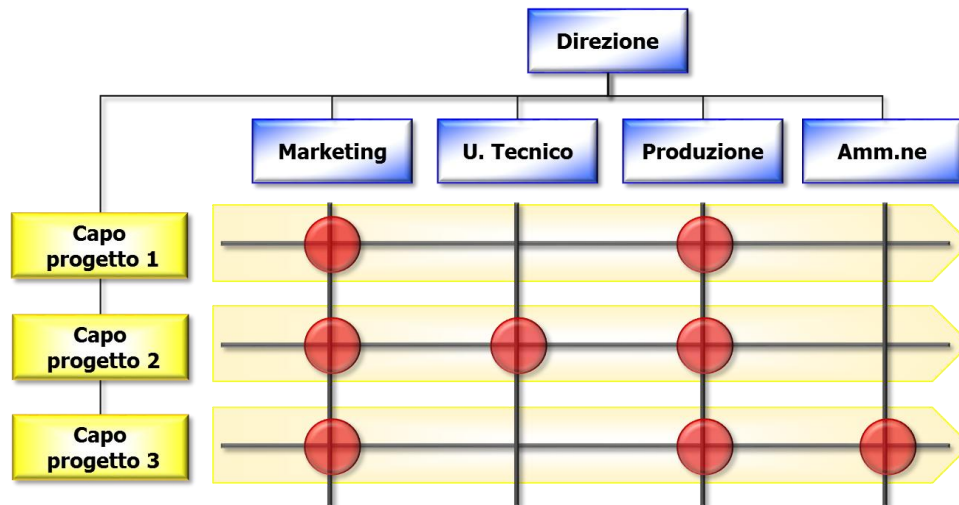 Direzione
Marketing
U. Tecnico
Produzione
Amm.ne
Capo
progetto 1
Capo
progetto 2
Capo
progetto 3